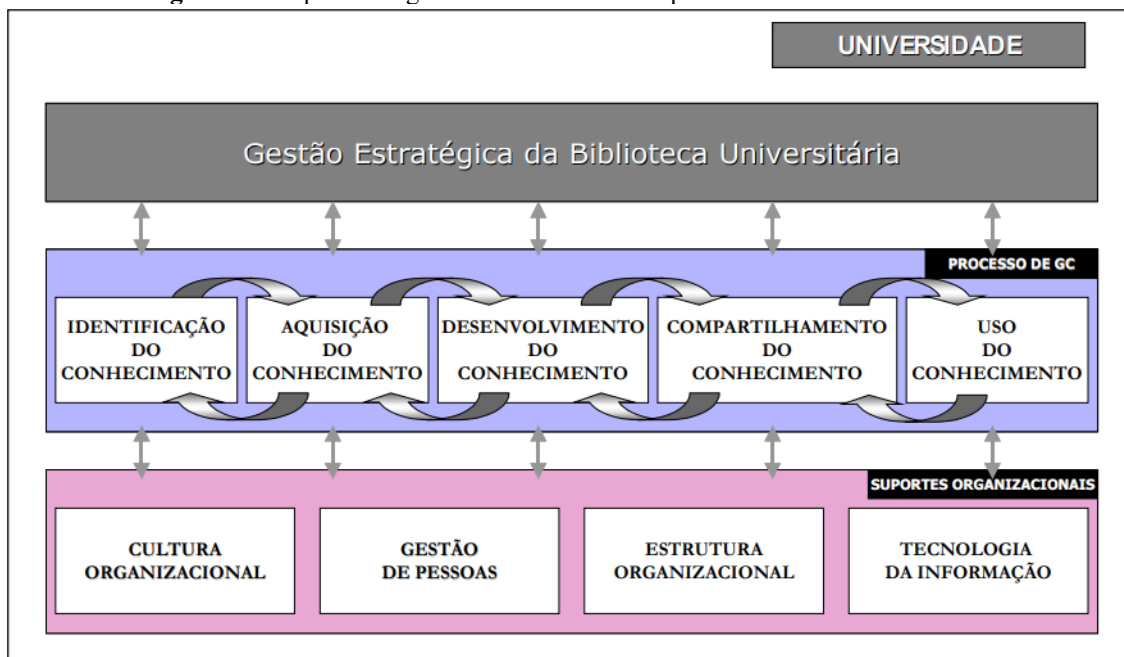 UNIVERSIDADE
Gestão Estratégica da Biblioteca Universitária
PROCESSO DE GC
IDENTIFICAÇÃO
DO
CONHECIMENTO
AQUISIÇÃO
DO
CONHECIMENTO
DESENVOLVIMENTO
DO
CONHECIMENTO
COMPARTILHAMENTO
DO
CONHECIMENTO
USO
DO
CONHECIMENTO
SUPORTES ORGANIZACIONAIS
CULTURA
ORGANIZACIONAL
GESTÃO
DE PESSOAS
ESTRUTURA
ORGANIZACIONAL
TECNOLOGIA
DA INFORMAÇÃO